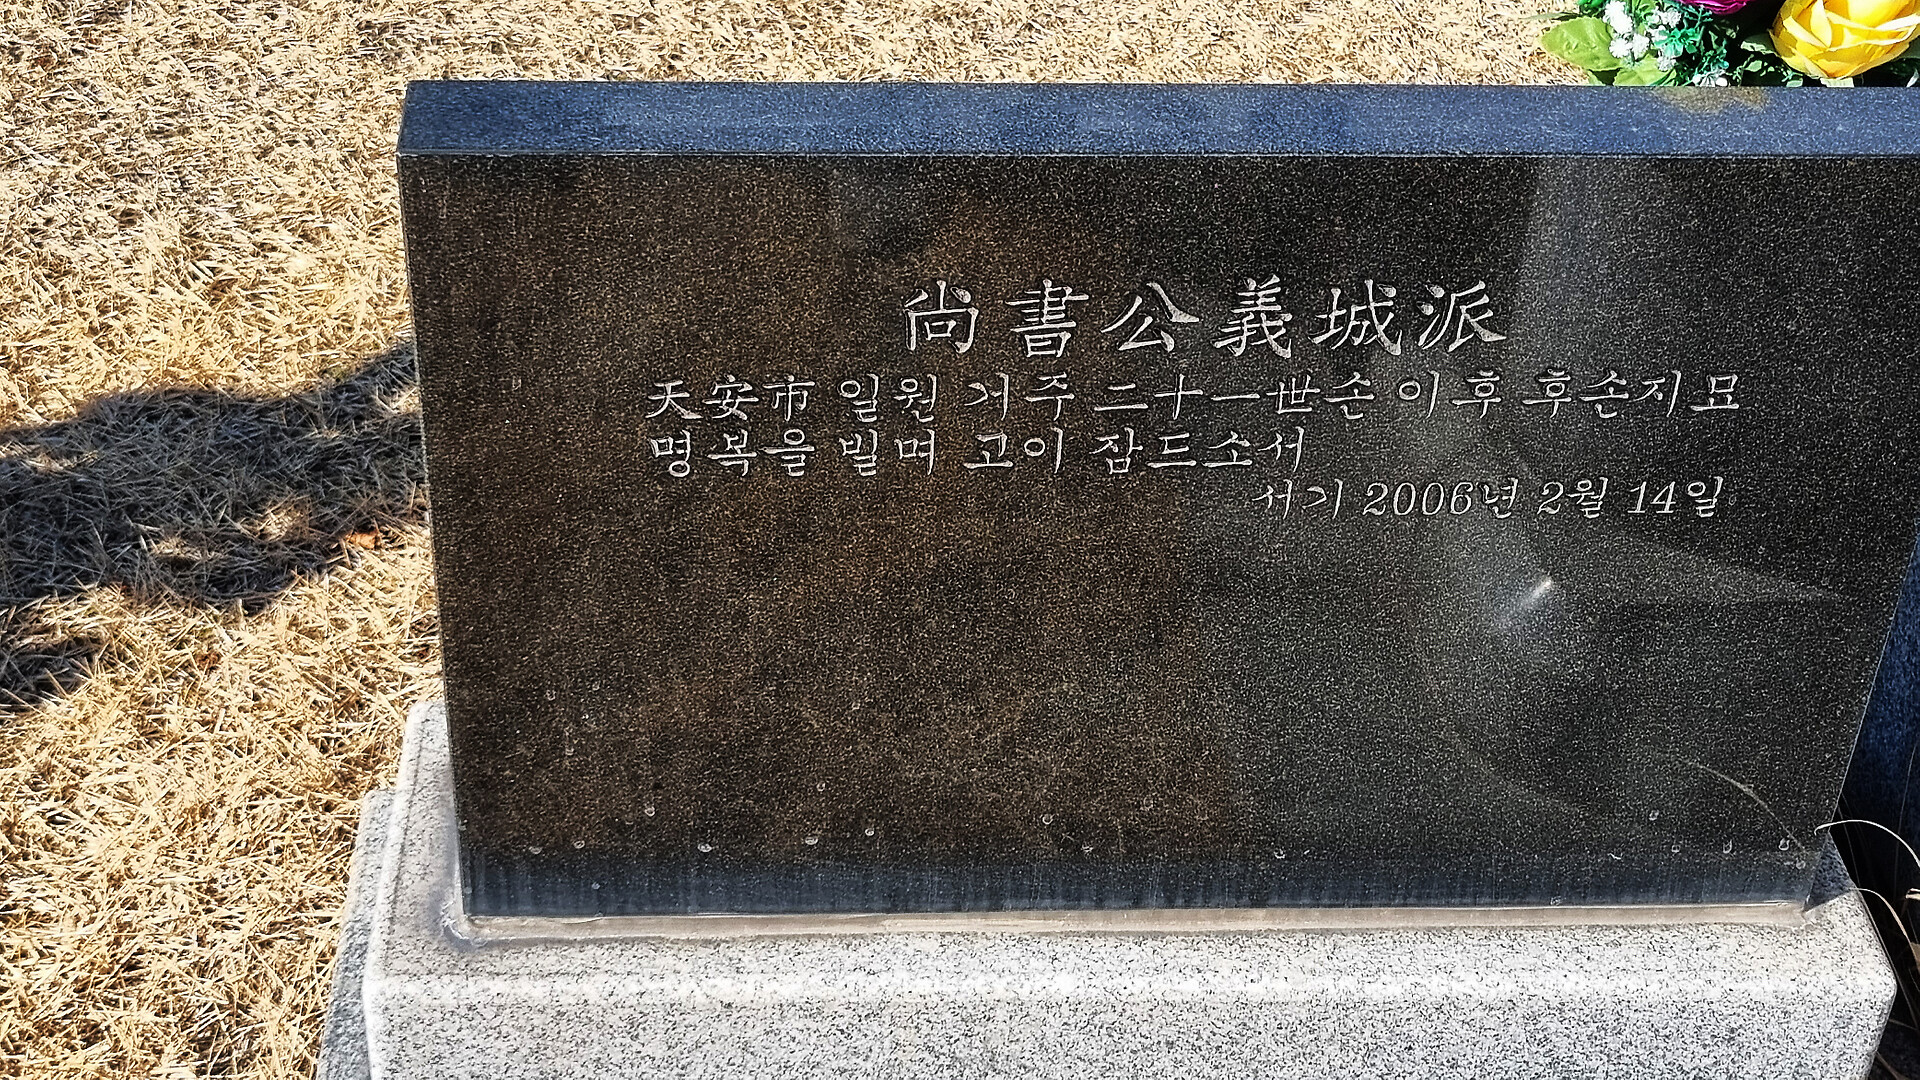 尚書公義城派
天安市 일원 거주 二十一世손 이후 후손지묘
명복을 빌며 고이 잠드소서
서기 2006년 2월 14일